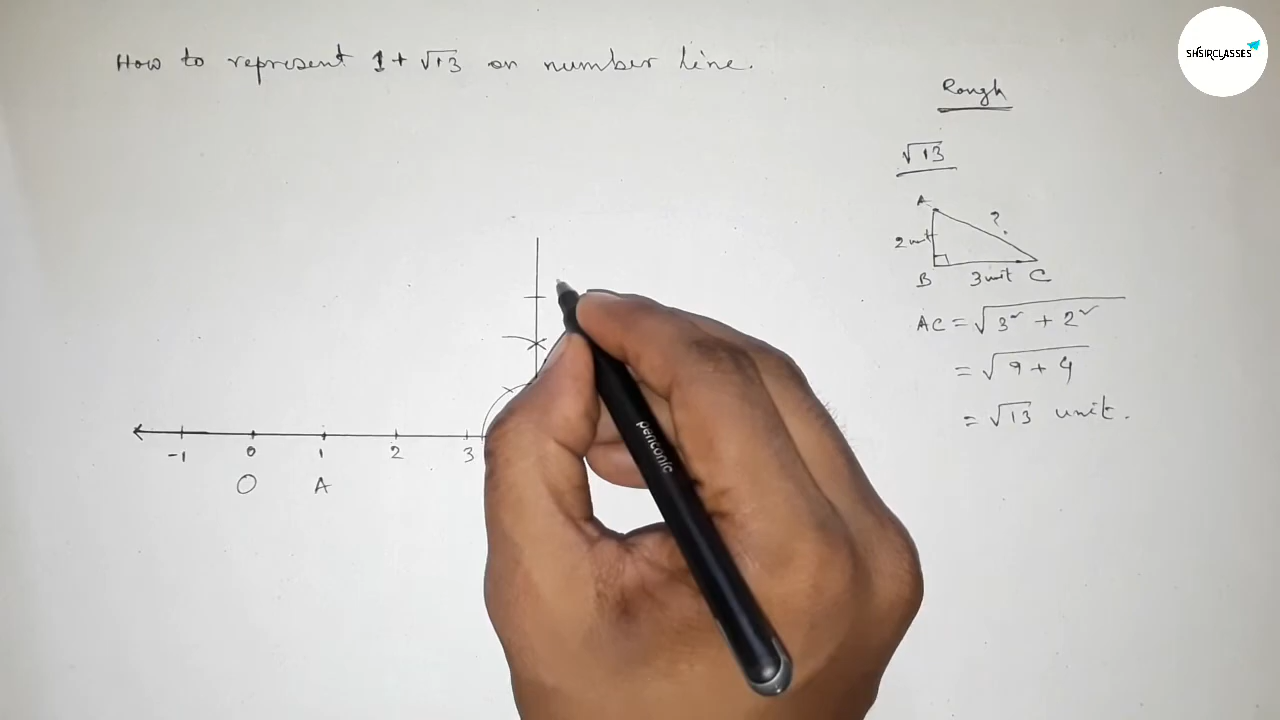 How to represent 1 + √13 on number line.
SHSIRCLASSES
Rough
√13
A
2 unit
?
B 3 unit C
AC = √3² + 2²
= √9 + 4
= √13 unit.
-1 0 1 2 3
O A
penconic